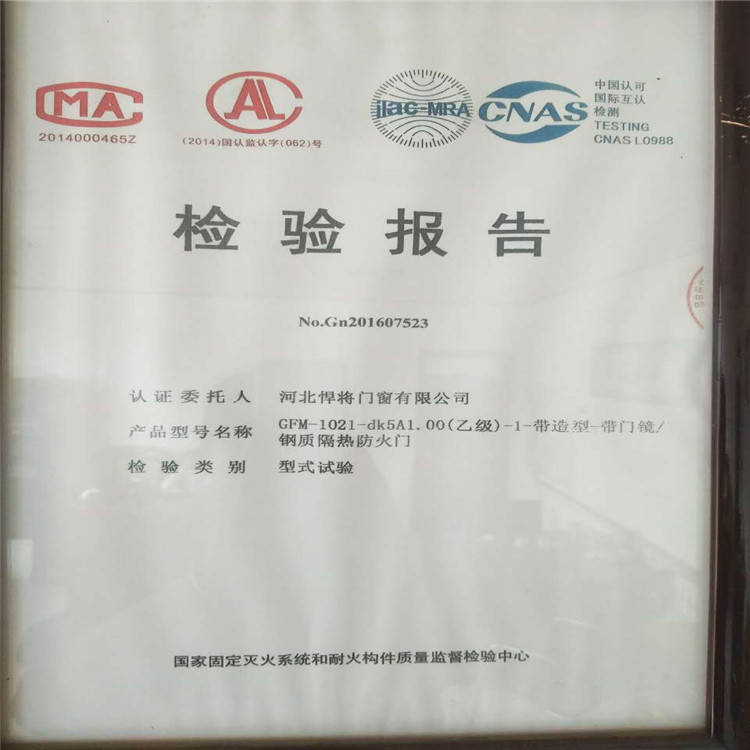 MA
2014000465Z
AL
(2014)国认监认字(062)号
ilac-MRA
CNAS
中国认可
国际互认
检测
TESTING
CNAS L0988
检验报告
No.Gn201607523
认证委托人 河北悍将门窗有限公司
产品型号名称 GFM-1021-dk5A1.00(乙级)-1-带造型-带门镜/
钢质隔热防火门
检验类别 型式试验
国家固定灭火系统和耐火构件质量监督检验中心